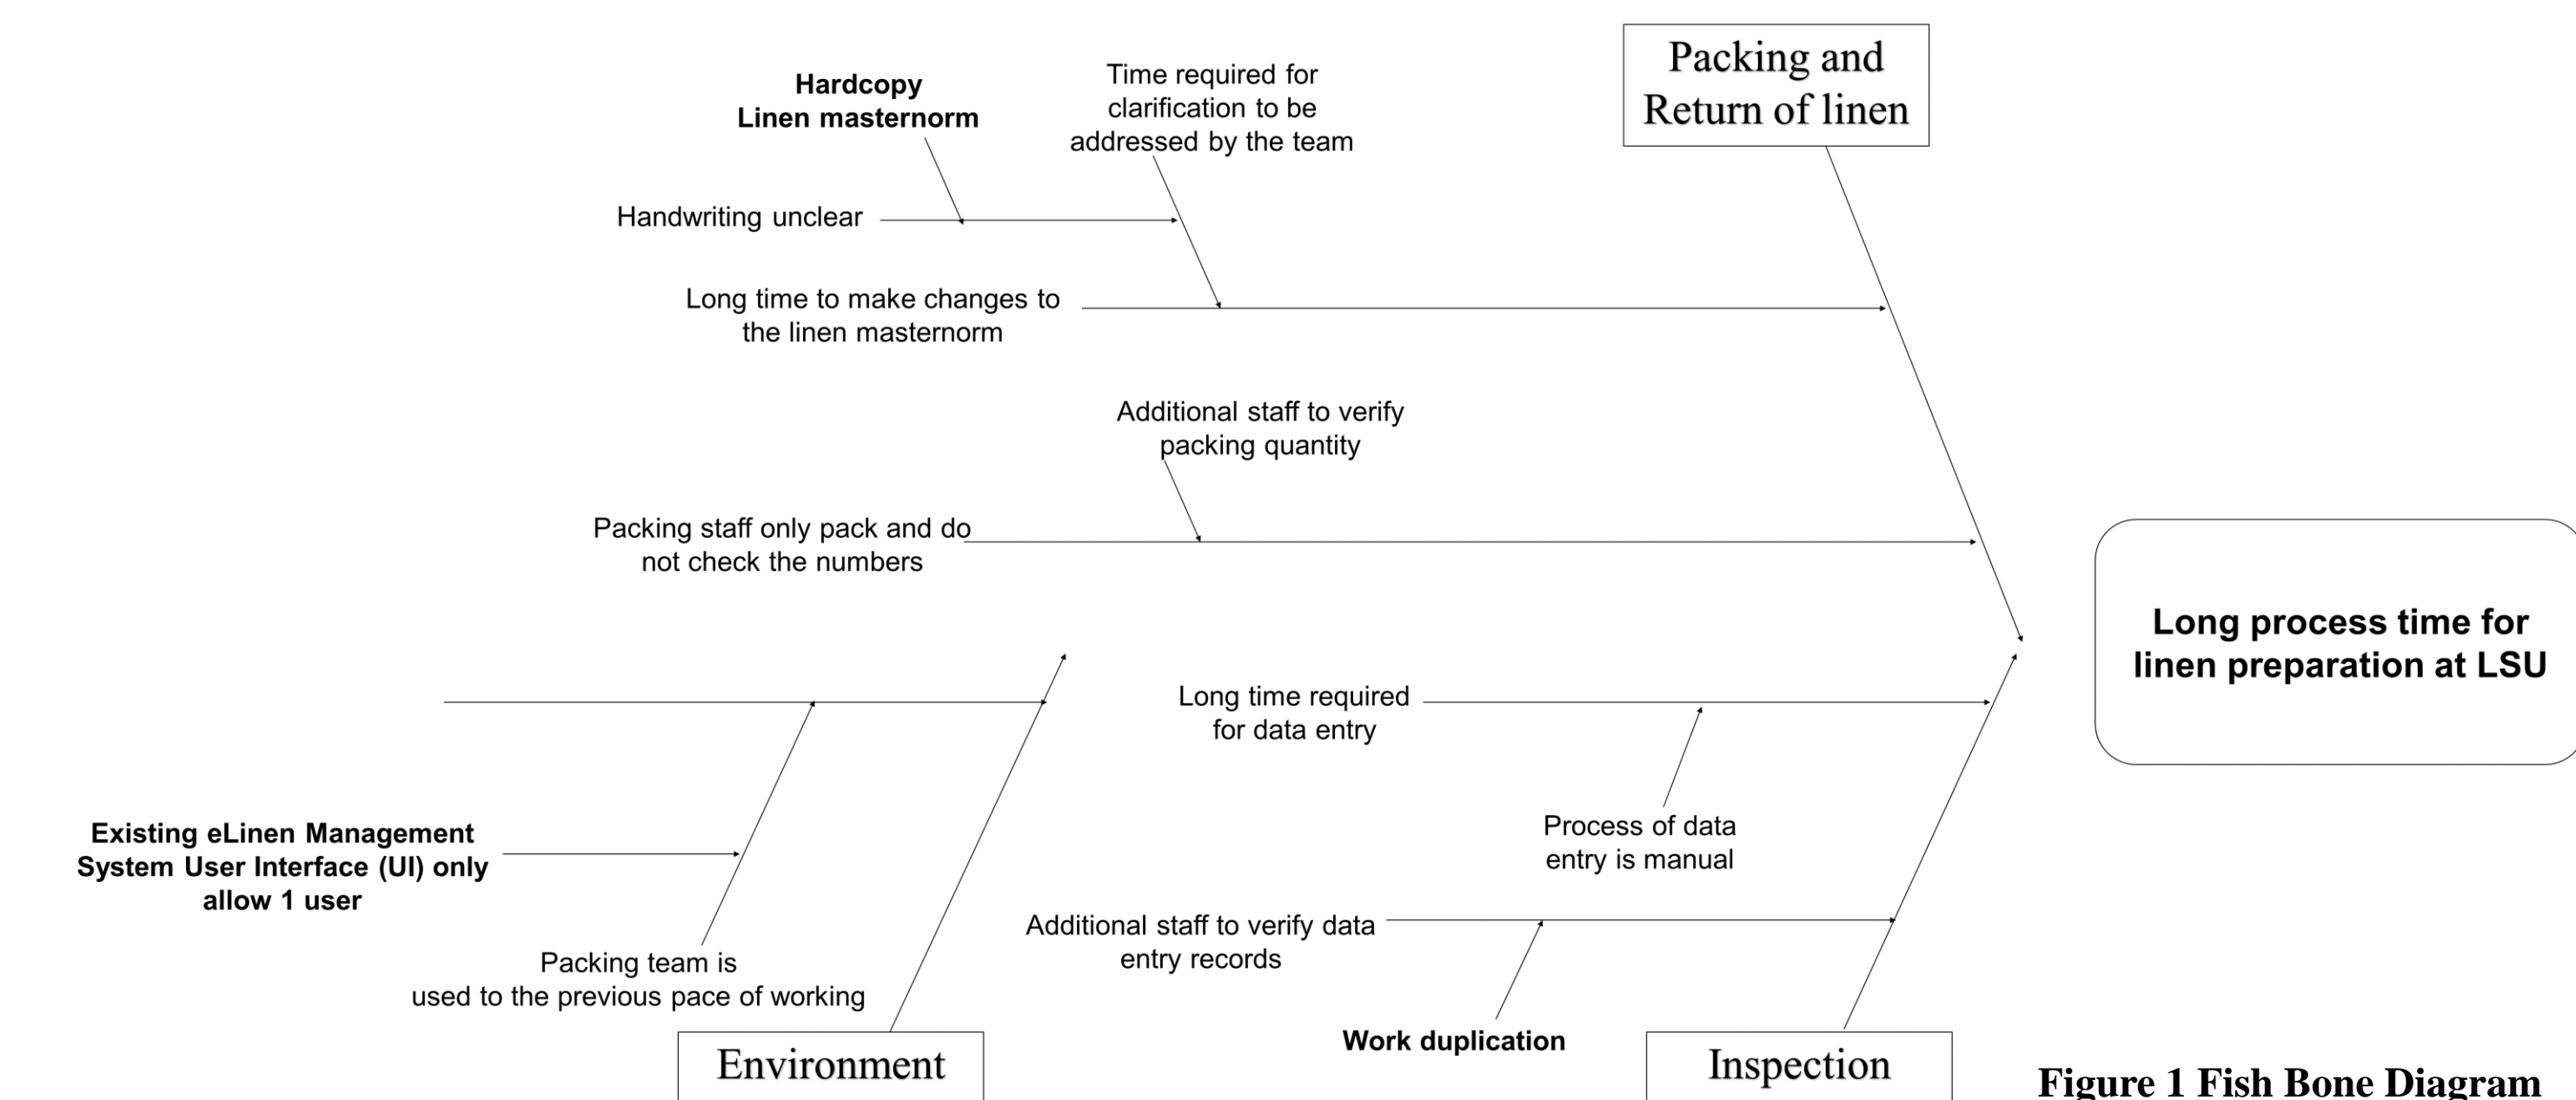 Packing and
Return of linen
Hardcopy
Linen masternorm
Time required for
clarification to be
addressed by the team
Handwriting unclear
Long time to make changes to
the linen masternorm
Additional staff to verify
packing quantity
Packing staff only pack and do
not check the numbers
Long process time for
linen preparation at LSU
Long time required
for data entry
Existing eLinen Management
System User Interface (UI) only
allow 1 user
Process of data
entry is manual
Additional staff to verify data
entry records
Packing team is
used to the previous pace of working
Work duplication
Environment
Inspection
Figure 1 Fish Bone Diagram